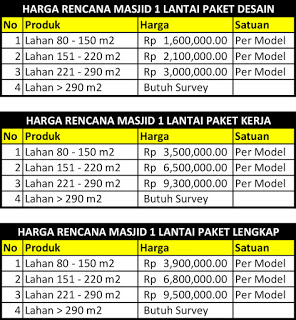 HARGA RENCANA MASJID 1 LANTAI PAKET DESAIN
No Produk Harga Satuan
1 Lahan 80 - 150 m2 Rp 1,600,000.00 Per Model
2 Lahan 151 - 220 m2 Rp 2,100,000.00 Per Model
3 Lahan 221 - 290 m2 Rp 3,000,000.00 Per Model
4 Lahan > 290 m2 Butuh Survey
HARGA RENCANA MASJID 1 LANTAI PAKET KERJA
No Produk Harga Satuan
1 Lahan 80 - 150 m2 Rp 3,500,000.00 Per Model
2 Lahan 151 - 220 m2 Rp 6,500,000.00 Per Model
3 Lahan 221 - 290 m2 Rp 9,300,000.00 Per Model
4 Lahan > 290 m2 Butuh Survey
HARGA RENCANA MASJID 1 LANTAI PAKET LENGKAP
No Produk Harga Satuan
1 Lahan 80 - 150 m2 Rp 3,900,000.00 Per Model
2 Lahan 151 - 220 m2 Rp 6,800,000.00 Per Model
3 Lahan 221 - 290 m2 Rp 9,500,000.00 Per Model
4 Lahan > 290 m2 Butuh Survey